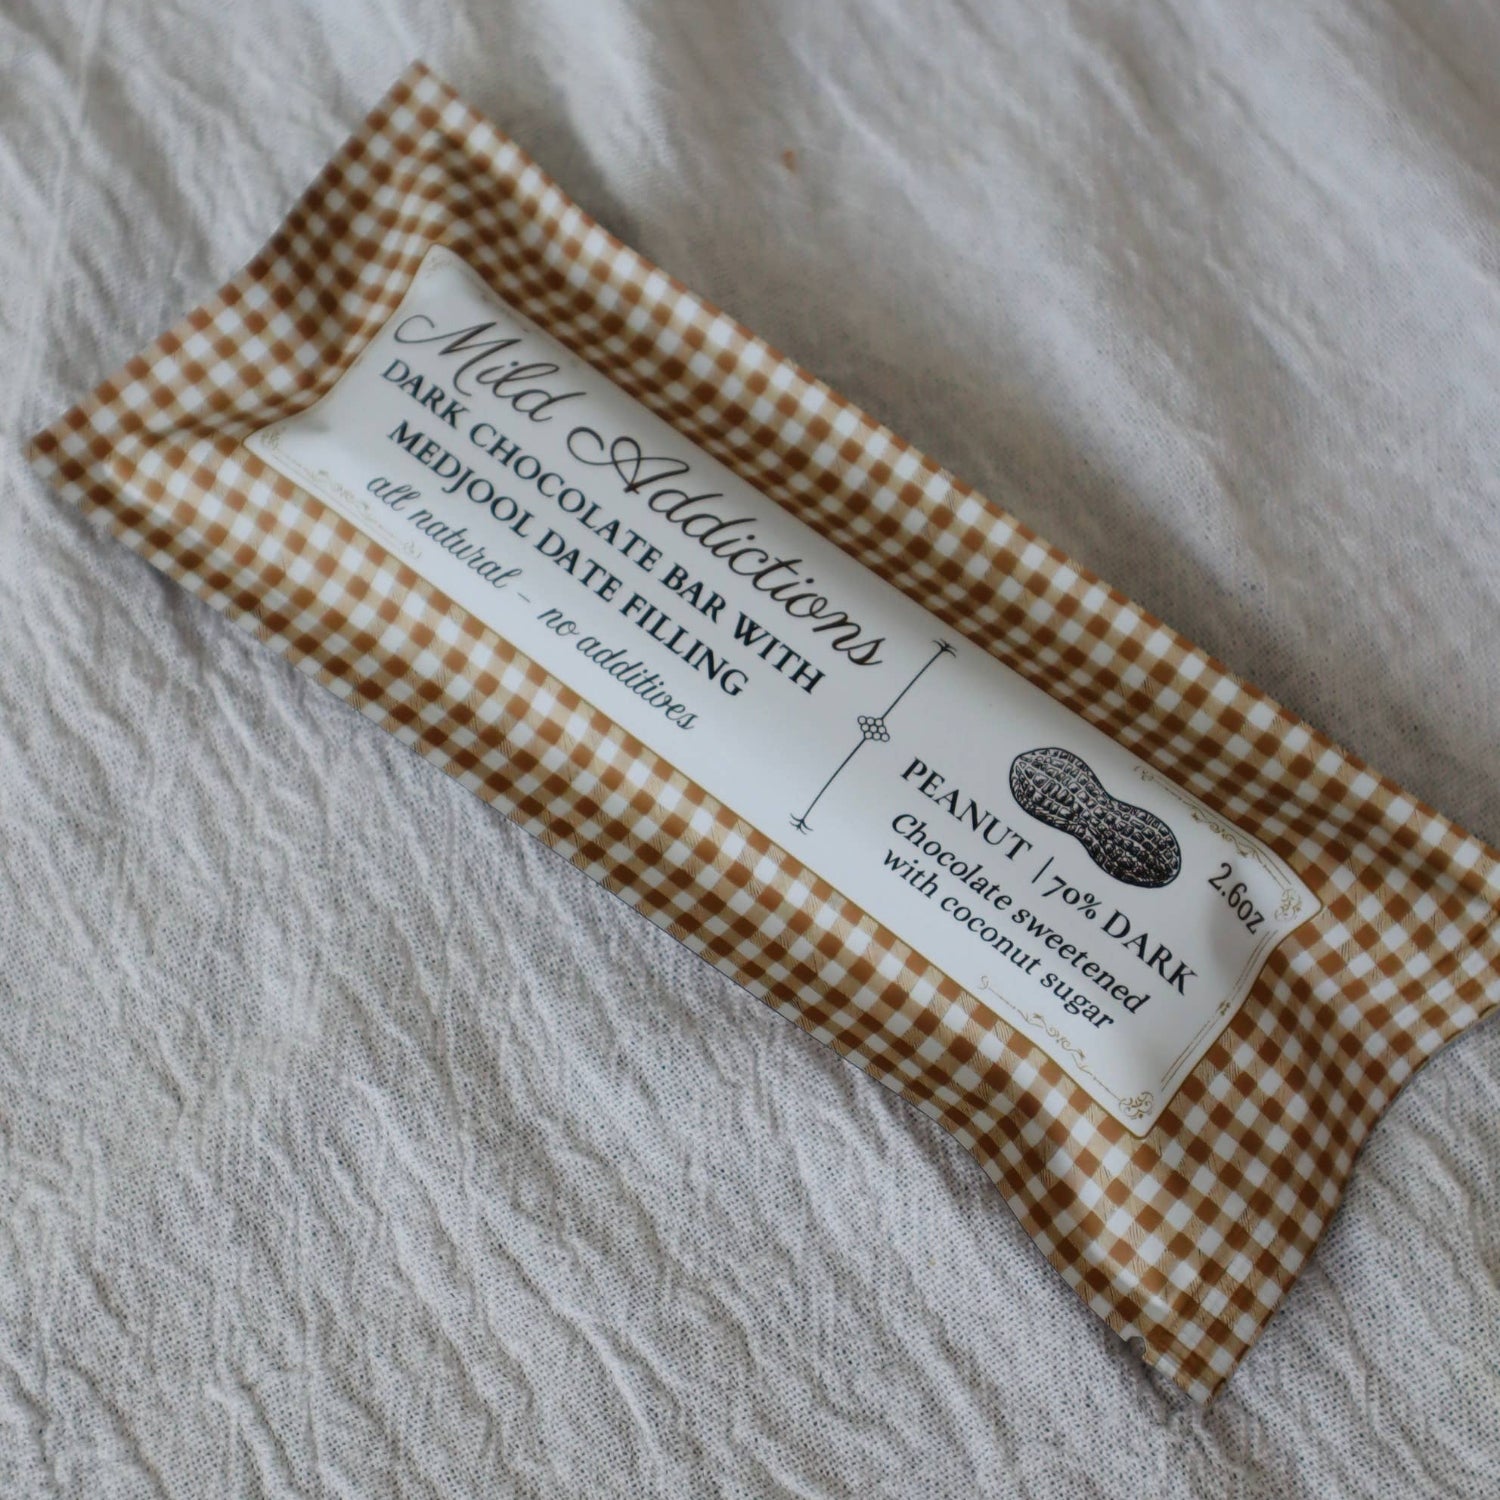 Mild Addictions
DARK CHOCOLATE BAR WITH
MEDJOOL DATE FILLING
all natural – no additives
PEANUT | 70% DARK
Chocolate sweetened
with coconut sugar
2.6oz